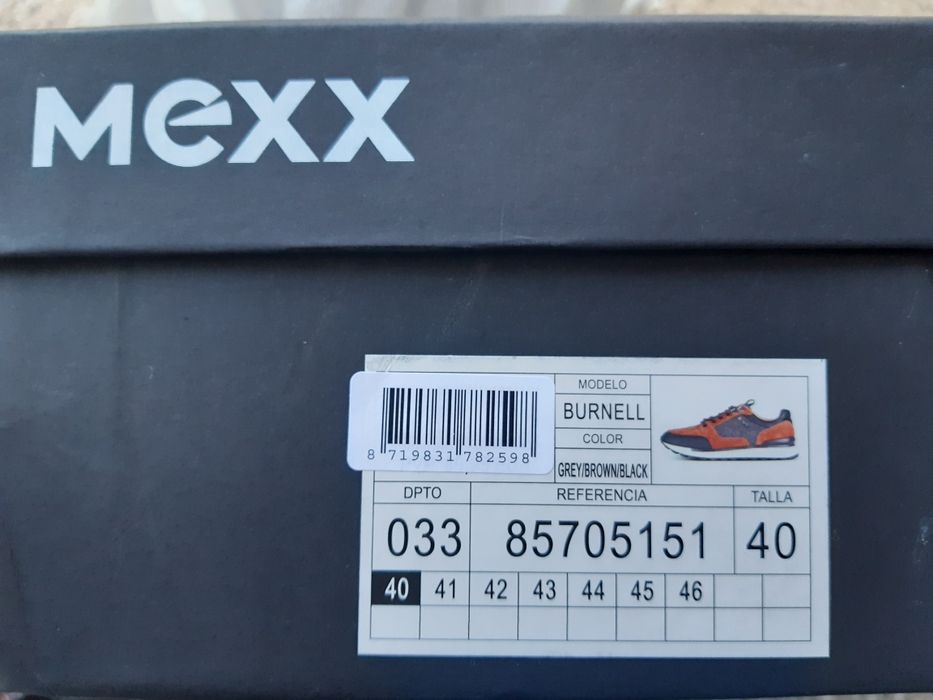 Mexx
MODELO
BURNELL
COLOR
GREY/BROWN/BLACK
8 719831 782598
DPTO REFERENCIA TALLA
033 85705151 40
40 41 42 43 44 45 46